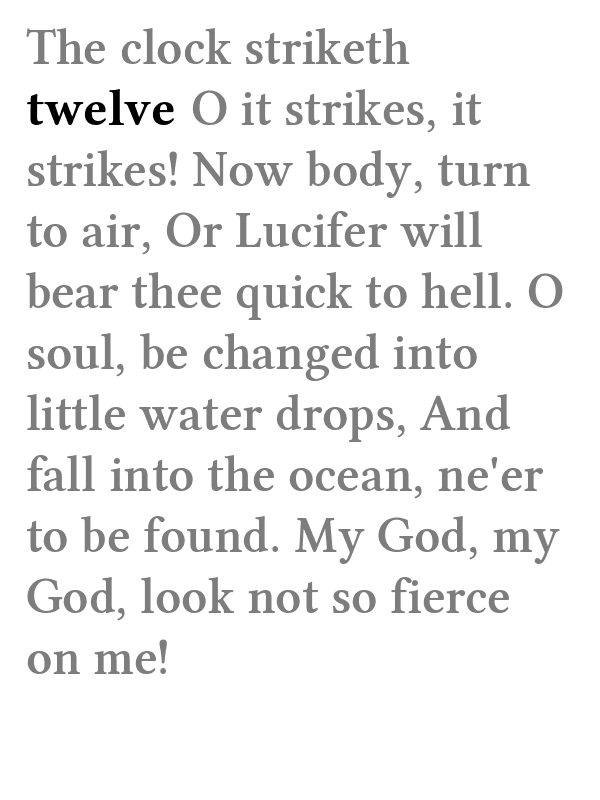 The clock striketh
twelve O it strikes, it
strikes! Now body, turn
to air, Or Lucifer will
bear thee quick to hell. O
soul, be changed into
little water drops, And
fall into the ocean, ne'er
to be found. My God, my
God, look not so fierce
on me!